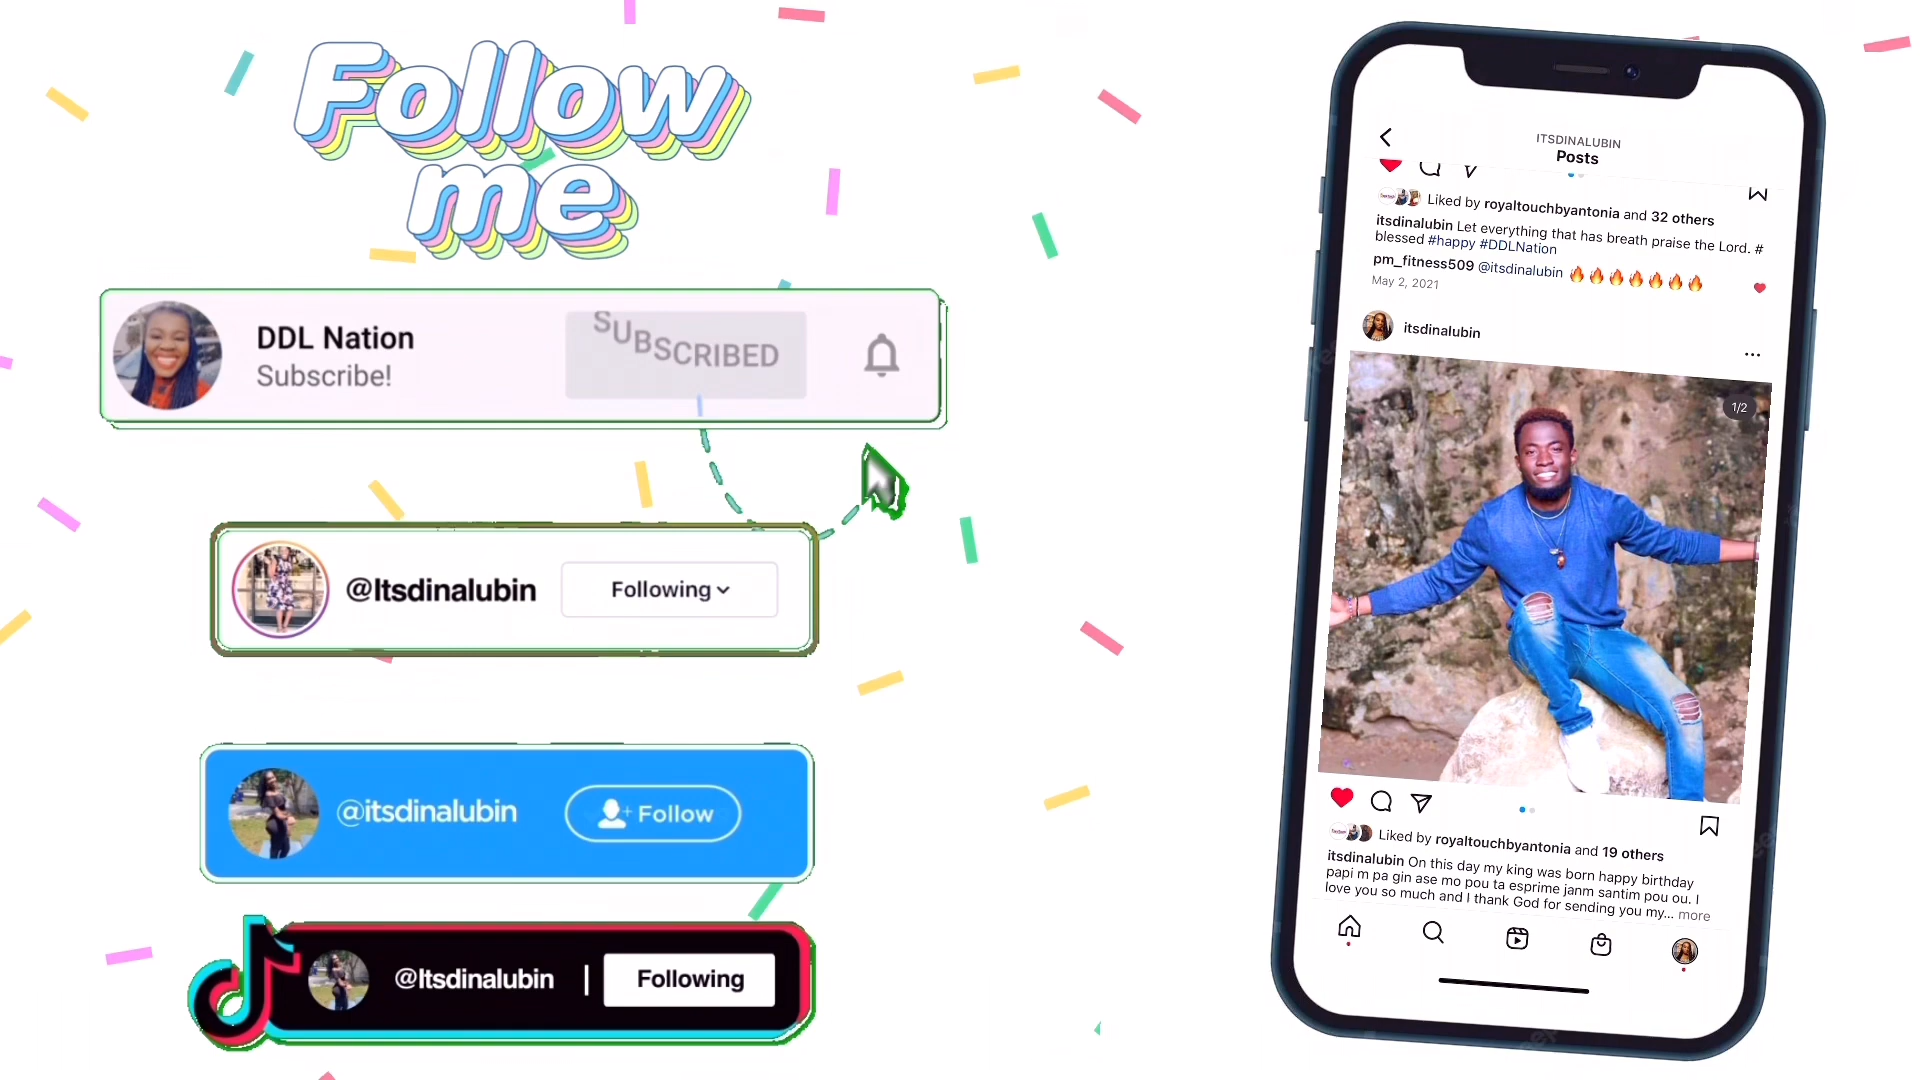 Follow
me
DDL Nation
SUBSCRIBED
Subscribe!
@Itsdinalubin
Following
@itsdinalubin
Follow
@Itsdinalubin
Following
ITSDINALUBIN
Posts
Liked by royaltouchbyantonia and 32 others
itsdinalubin Let everything that has breath praise the Lord. #
blessed #happy #DDLNation
pm_fitness509 @itsdinalubin 🔥🔥🔥🔥🔥🔥🔥
May 2, 2021
itsdinalubin
1/2
Liked by royaltouchbyantonia and 19 others
itsdinalubin On this day my king was born happy birthday
papi m pa gin ase mo pou ta esprime janm santim pou ou. I
love you so much and I thank God for sending you my... more